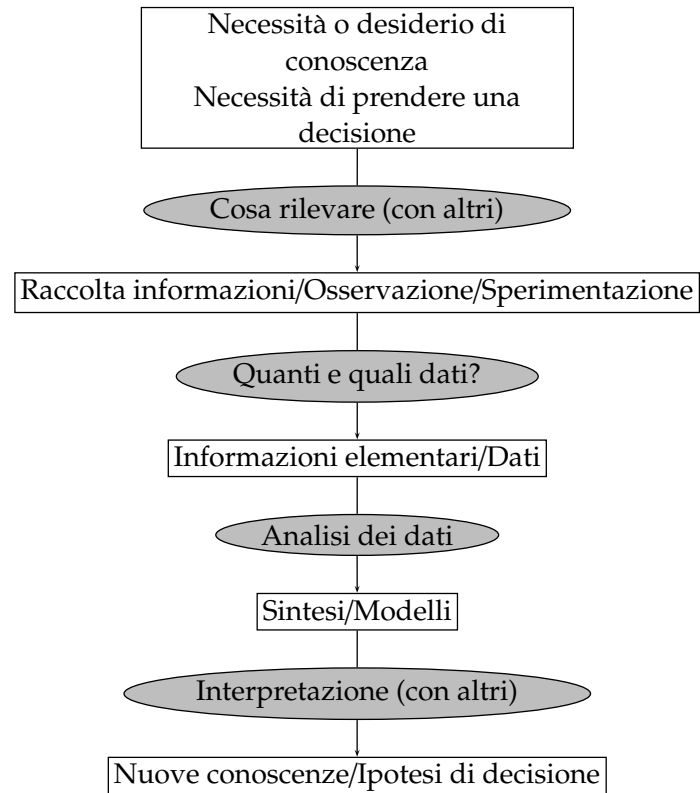 Necessità o desiderio di
conoscenza
Necessità di prendere una
decisione
Cosa rilevare (con altri)
Raccolta informazioni/Osservazione/Sperimentazione
Quanti e quali dati?
Informazioni elementari/Dati
Analisi dei dati
Sintesi/Modelli
Interpretazione (con altri)
Nuove conoscenze/Ipotesi di decisione